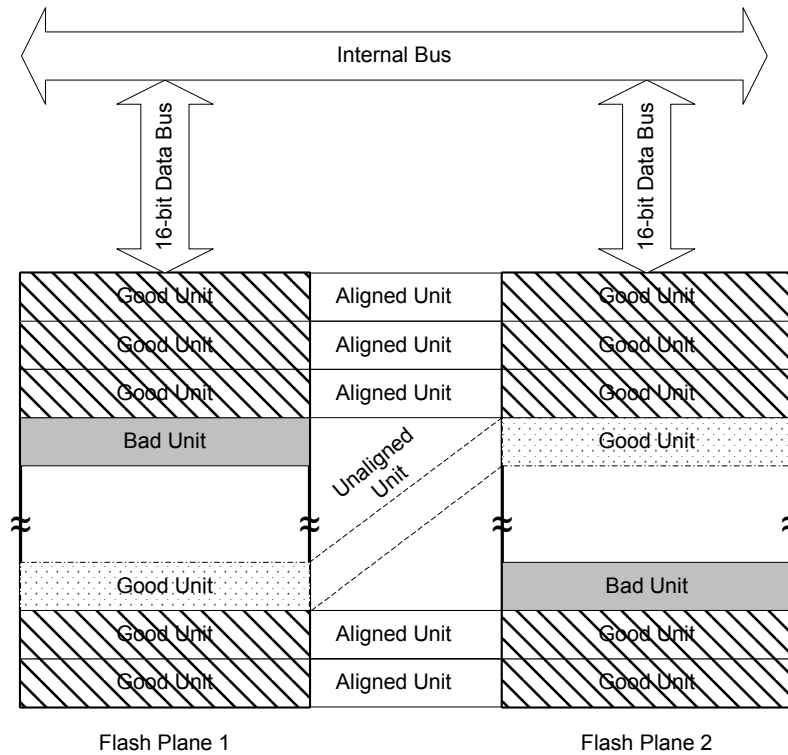 Internal Bus
16-bit Data Bus
16-bit Data Bus
Good Unit
Aligned Unit
Good Unit
Good Unit
Aligned Unit
Good Unit
Good Unit
Aligned Unit
Good Unit
Bad Unit
Unaligned
Unit
Good Unit
Good Unit
Bad Unit
Good Unit
Aligned Unit
Good Unit
Good Unit
Aligned Unit
Good Unit
Flash Plane 1
Flash Plane 2